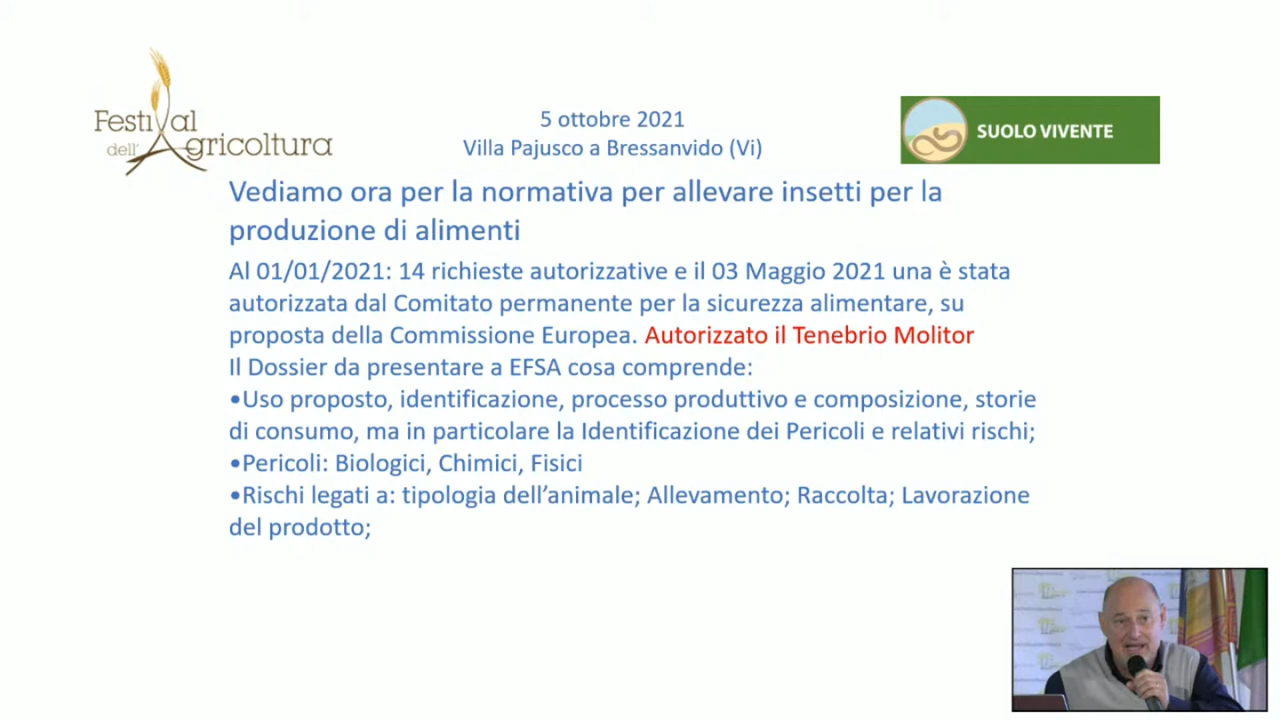 Festival
dell'Agricoltura
5 ottobre 2021
Villa Pajusco a Bressanvido (Vi)
SUOLO VIVENTE
Vediamo ora per la normativa per allevare insetti per la
produzione di alimenti
Al 01/01/2021: 14 richieste autorizzative e il 03 Maggio 2021 una è stata
autorizzata dal Comitato permanente per la sicurezza alimentare, su
proposta della Commissione Europea. Autorizzato il Tenebrio Molitor
Il Dossier da presentare a EFSA cosa comprende:
•Uso proposto, identificazione, processo produttivo e composizione, storie
di consumo, ma in particolare la Identificazione dei Pericoli e relativi rischi;
•Pericoli: Biologici, Chimici, Fisici
•Rischi legati a: tipologia dell’animale; Allevamento; Raccolta; Lavorazione
del prodotto;